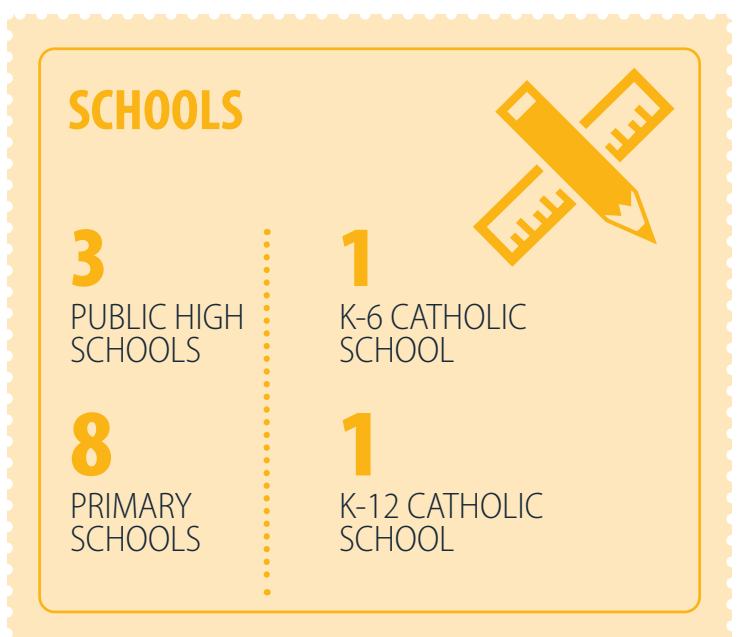 SCHOOLS
3
PUBLIC HIGH
SCHOOLS
8
PRIMARY
SCHOOLS
1
K-6 CATHOLIC
SCHOOL
1
K-12 CATHOLIC
SCHOOL